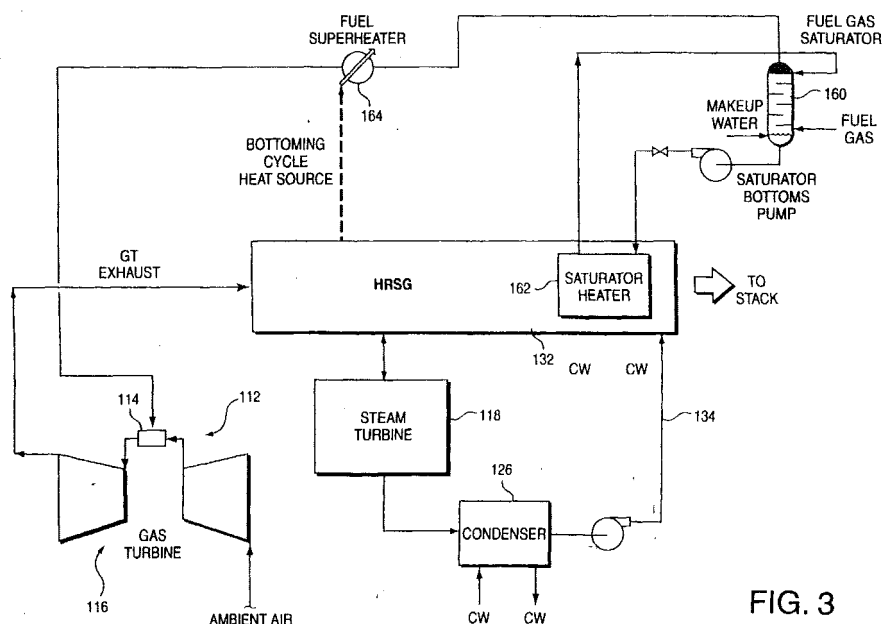 FUEL
SUPERHEATER
164
FUEL GAS
SATURATOR
160
MAKEUP
WATER
FUEL
GAS
SATURATOR
BOTTOMS
PUMP
BOTTOMING
CYCLE
HEAT SOURCE
GT
EXHAUST
HRSG
162
SATURATOR
HEATER
TO
STACK
132
CW
CW
114
112
STEAM
TURBINE
118
134
126
CONDENSER
GAS
TURBINE
116
AMBIENT AIR
CW
CW
FIG. 3